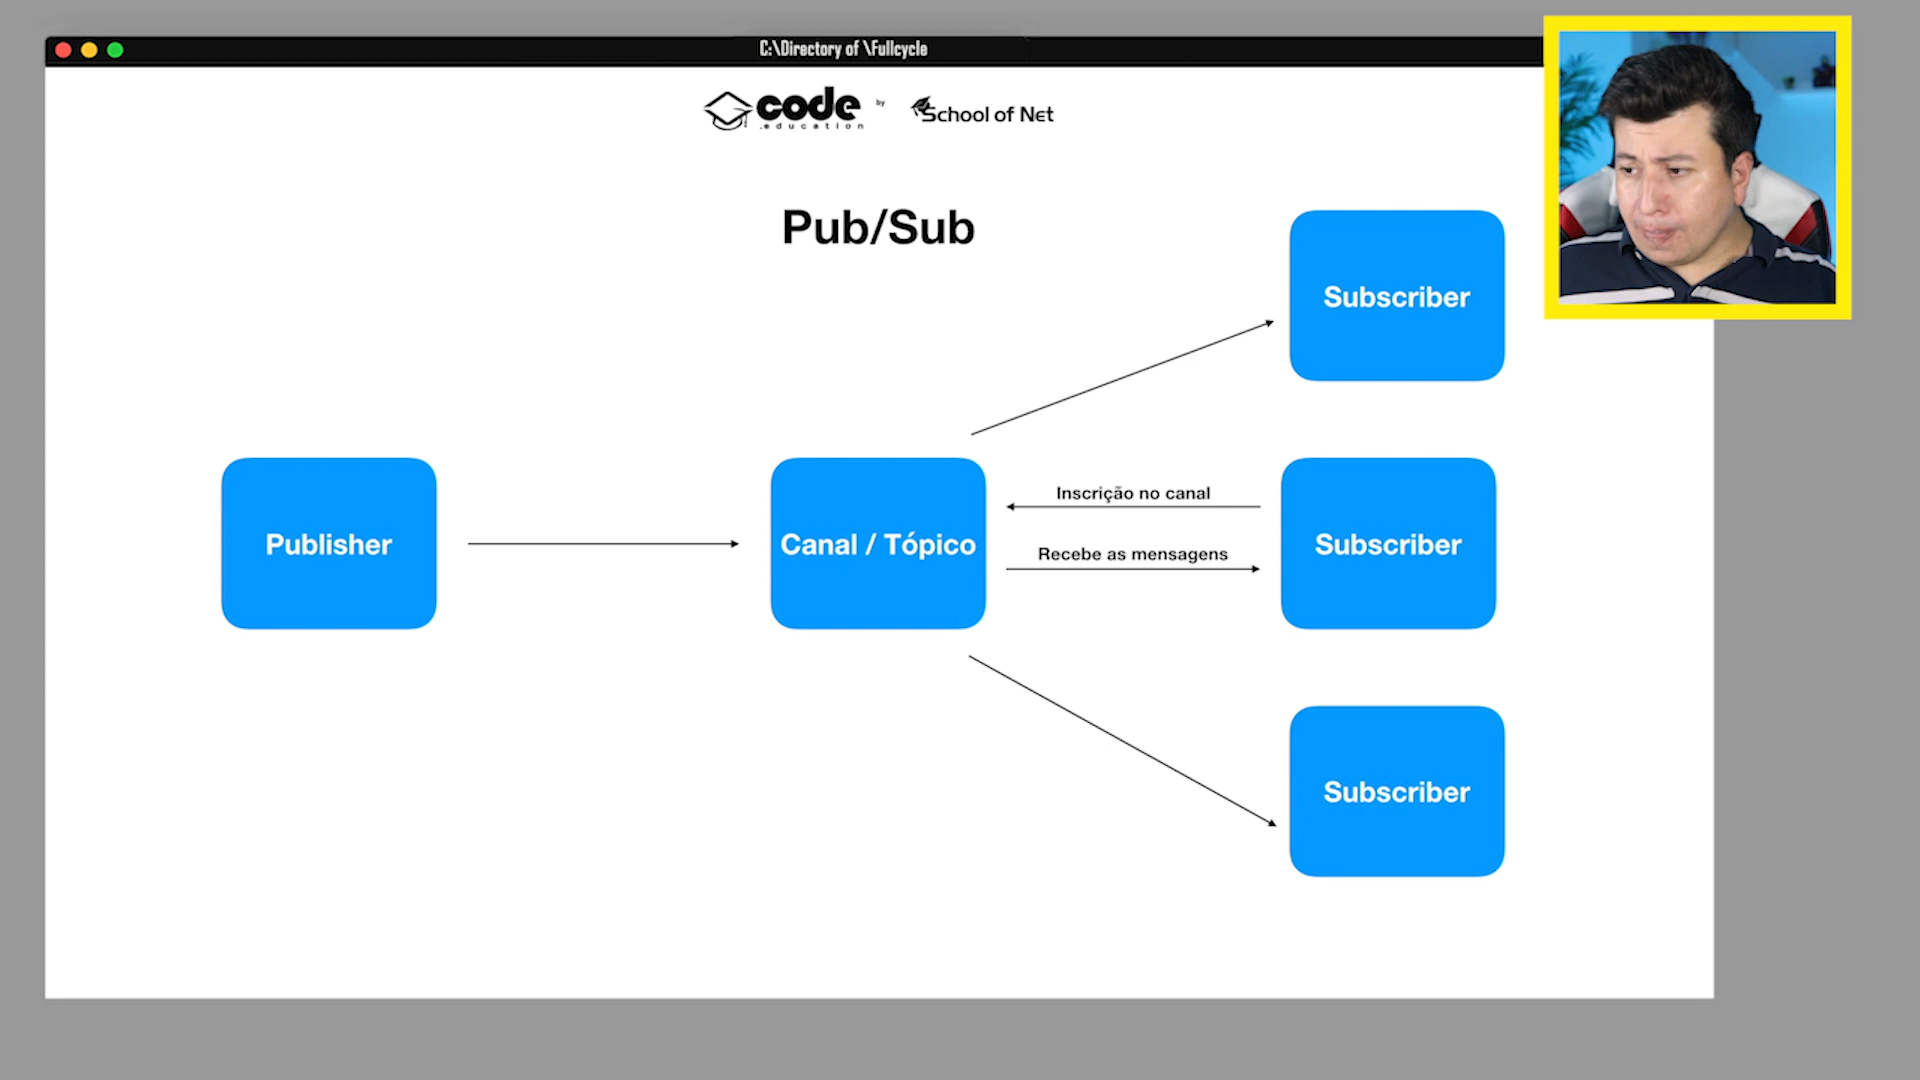 C:\Directory of \Fullcycle
code
.education
by
School of Net
Pub/Sub
Subscriber
Publisher
Canal / Tópico
Inscrição no canal
Recebe as mensagens
Subscriber
Subscriber